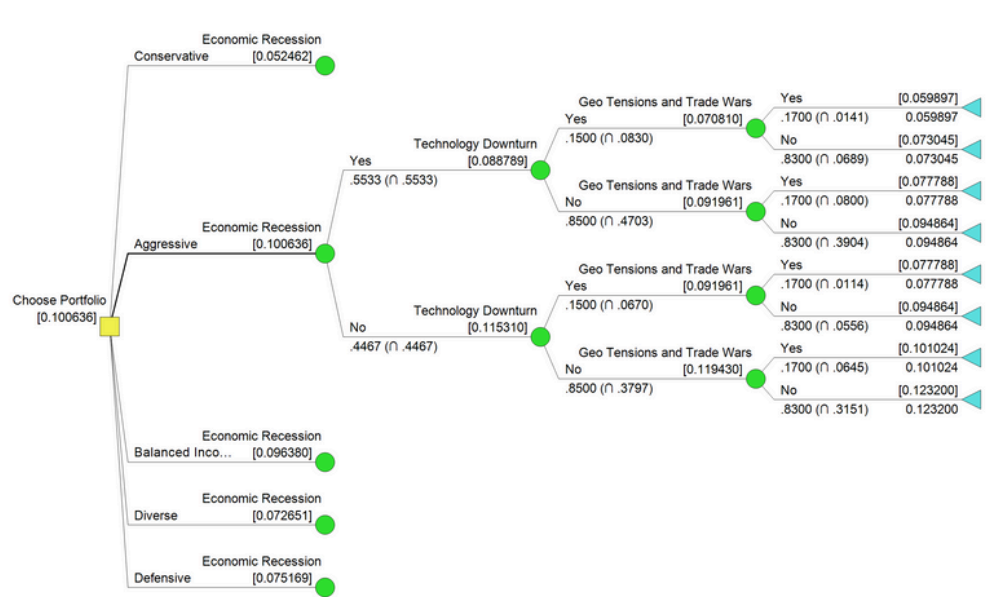 Economic Recession
Conservative [0.052462]
Geo Tensions and Trade Wars
Yes [0.070810]
.1500 (∩ .0830)
Yes [0.059897]
.1700 (∩ .0141) 0.059897
No [0.073045]
.8300 (∩ .0689) 0.073045
Technology Downturn
Yes [0.088789]
.5533 (∩ .5533)
Geo Tensions and Trade Wars
No [0.091961]
.8500 (∩ .4703)
Yes [0.077788]
.1700 (∩ .0800) 0.077788
No [0.094864]
.8300 (∩ .3904) 0.094864
Economic Recession
Aggressive [0.100636]
Choose Portfolio
[0.100636]
Technology Downturn
No [0.115310]
.4467 (∩ .4467)
Geo Tensions and Trade Wars
Yes [0.091961]
.1500 (∩ .0670)
Yes [0.077788]
.1700 (∩ .0114) 0.077788
No [0.094864]
.8300 (∩ .0556) 0.094864
Geo Tensions and Trade Wars
No [0.119430]
.8500 (∩ .3797)
Yes [0.101024]
.1700 (∩ .0645) 0.101024
No [0.123200]
.8300 (∩ .3151) 0.123200
Economic Recession
Balanced Inco... [0.096380]
Economic Recession
Diverse [0.072651]
Economic Recession
Defensive [0.075169]